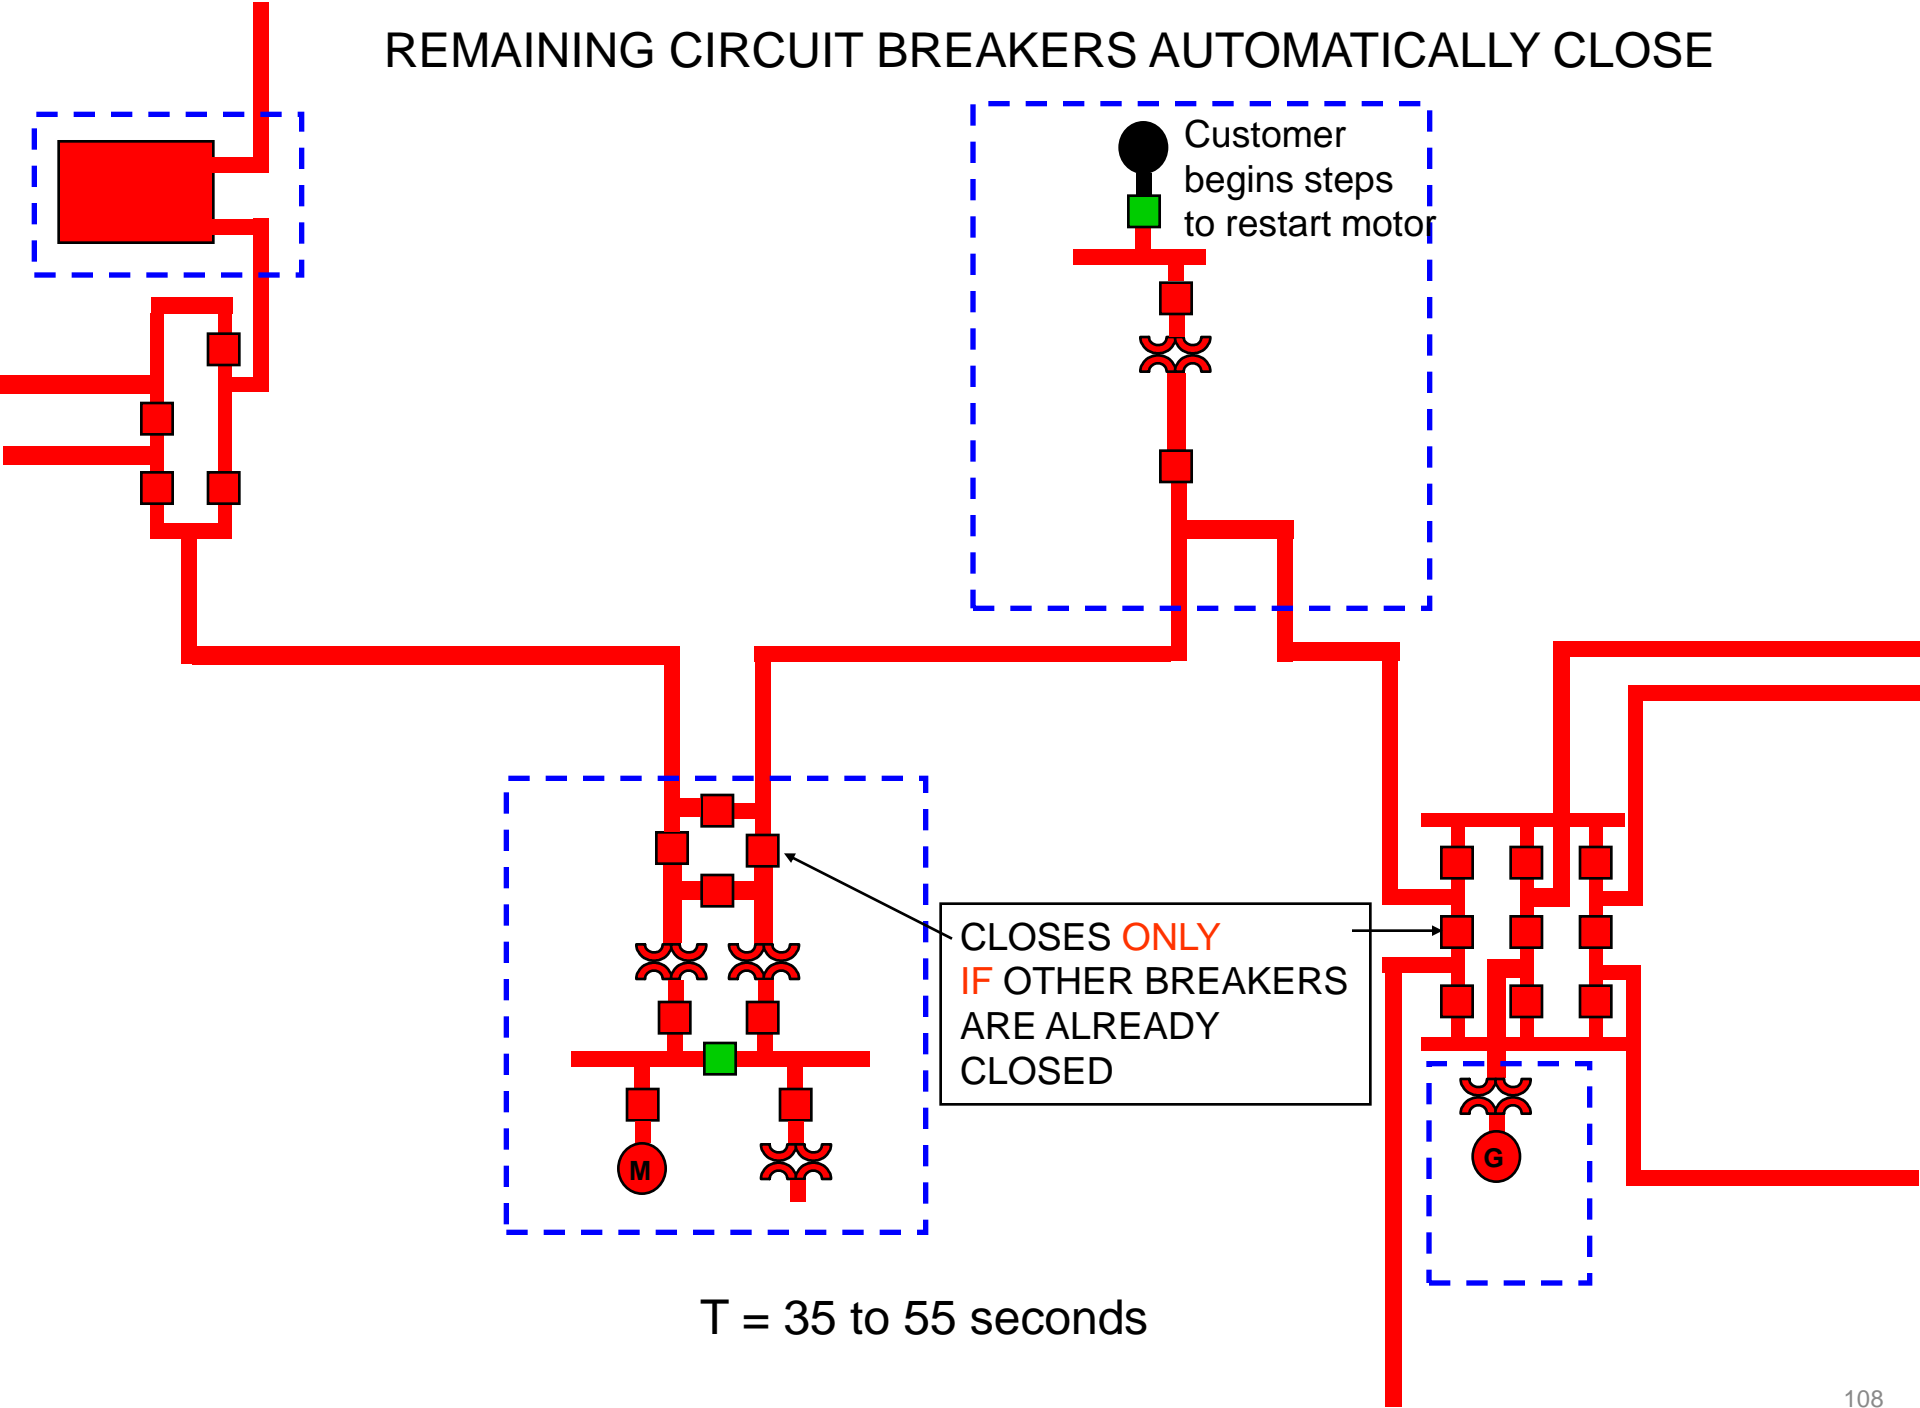 REMAINING CIRCUIT BREAKERS AUTOMATICALLY CLOSE
Customer
begins steps
to restart motor
CLOSES ONLY
IF OTHER BREAKERS
ARE ALREADY
CLOSED
M
G
T = 35 to 55 seconds
108